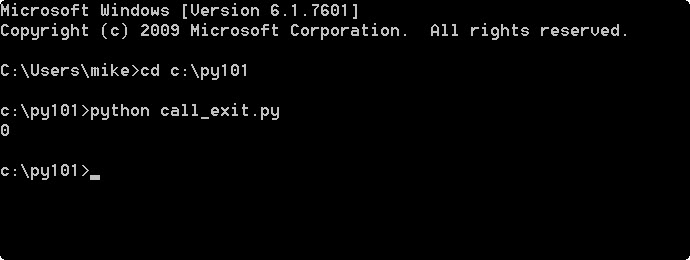 Microsoft Windows [Version 6.1.7601]
Copyright (c) 2009 Microsoft Corporation.  All rights reserved.
C:\Users\mike>cd c:\py101
c:\py101>python call_exit.py
0
c:\py101>_